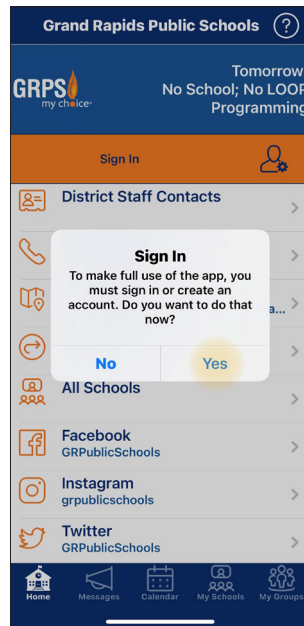 Grand Rapids Public Schools
?
Tomorrow
GRPS
No School; No LOOP
my choice
Programming
Sign In
District Staff Contacts
Sign In
To make full use of the app, you
must sign in or create an
account. Do you want to do that
now?
a...
No
Yes
All Schools
Facebook
GRPublicSchools
Instagram
grpublicschools
Twitter
GRPublicSchools
Home
Messages
Calendar
My Schools
My Groups